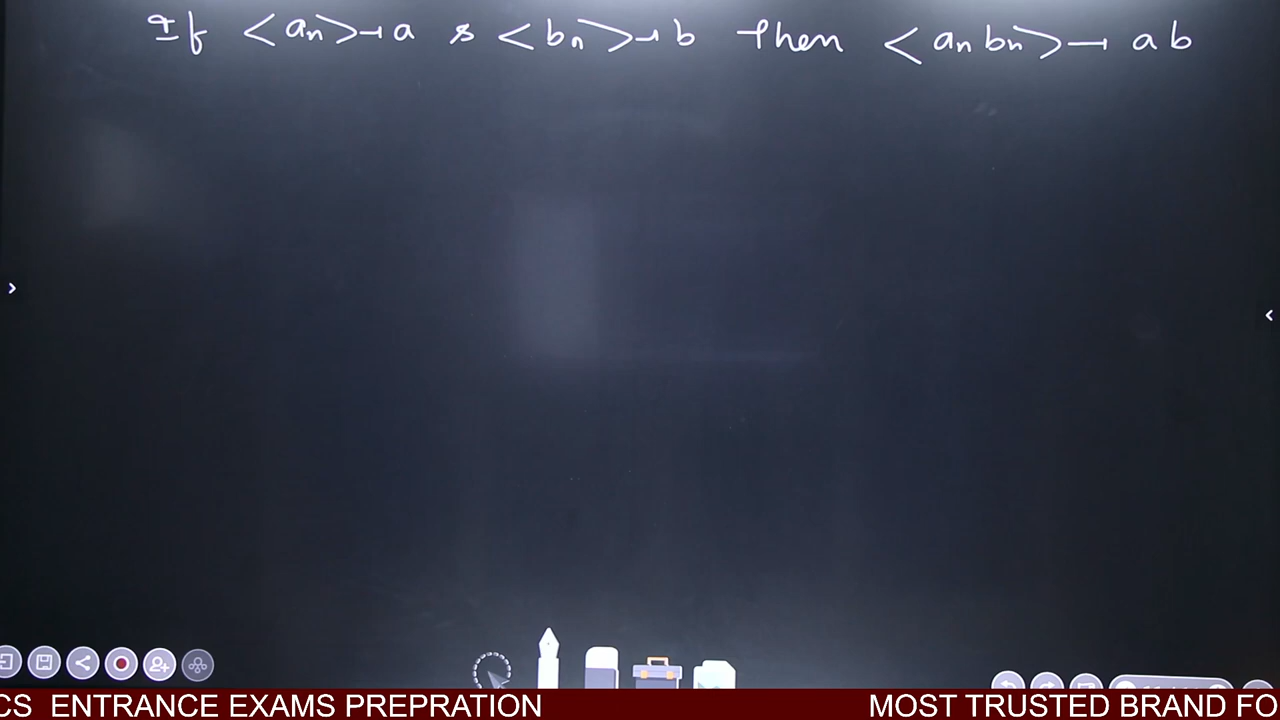 If <aₙ>→a & <bₙ>→b then <aₙbₙ>→ ab
CS ENTRANCE EXAMS PREPRATION MOST TRUSTED BRAND FO